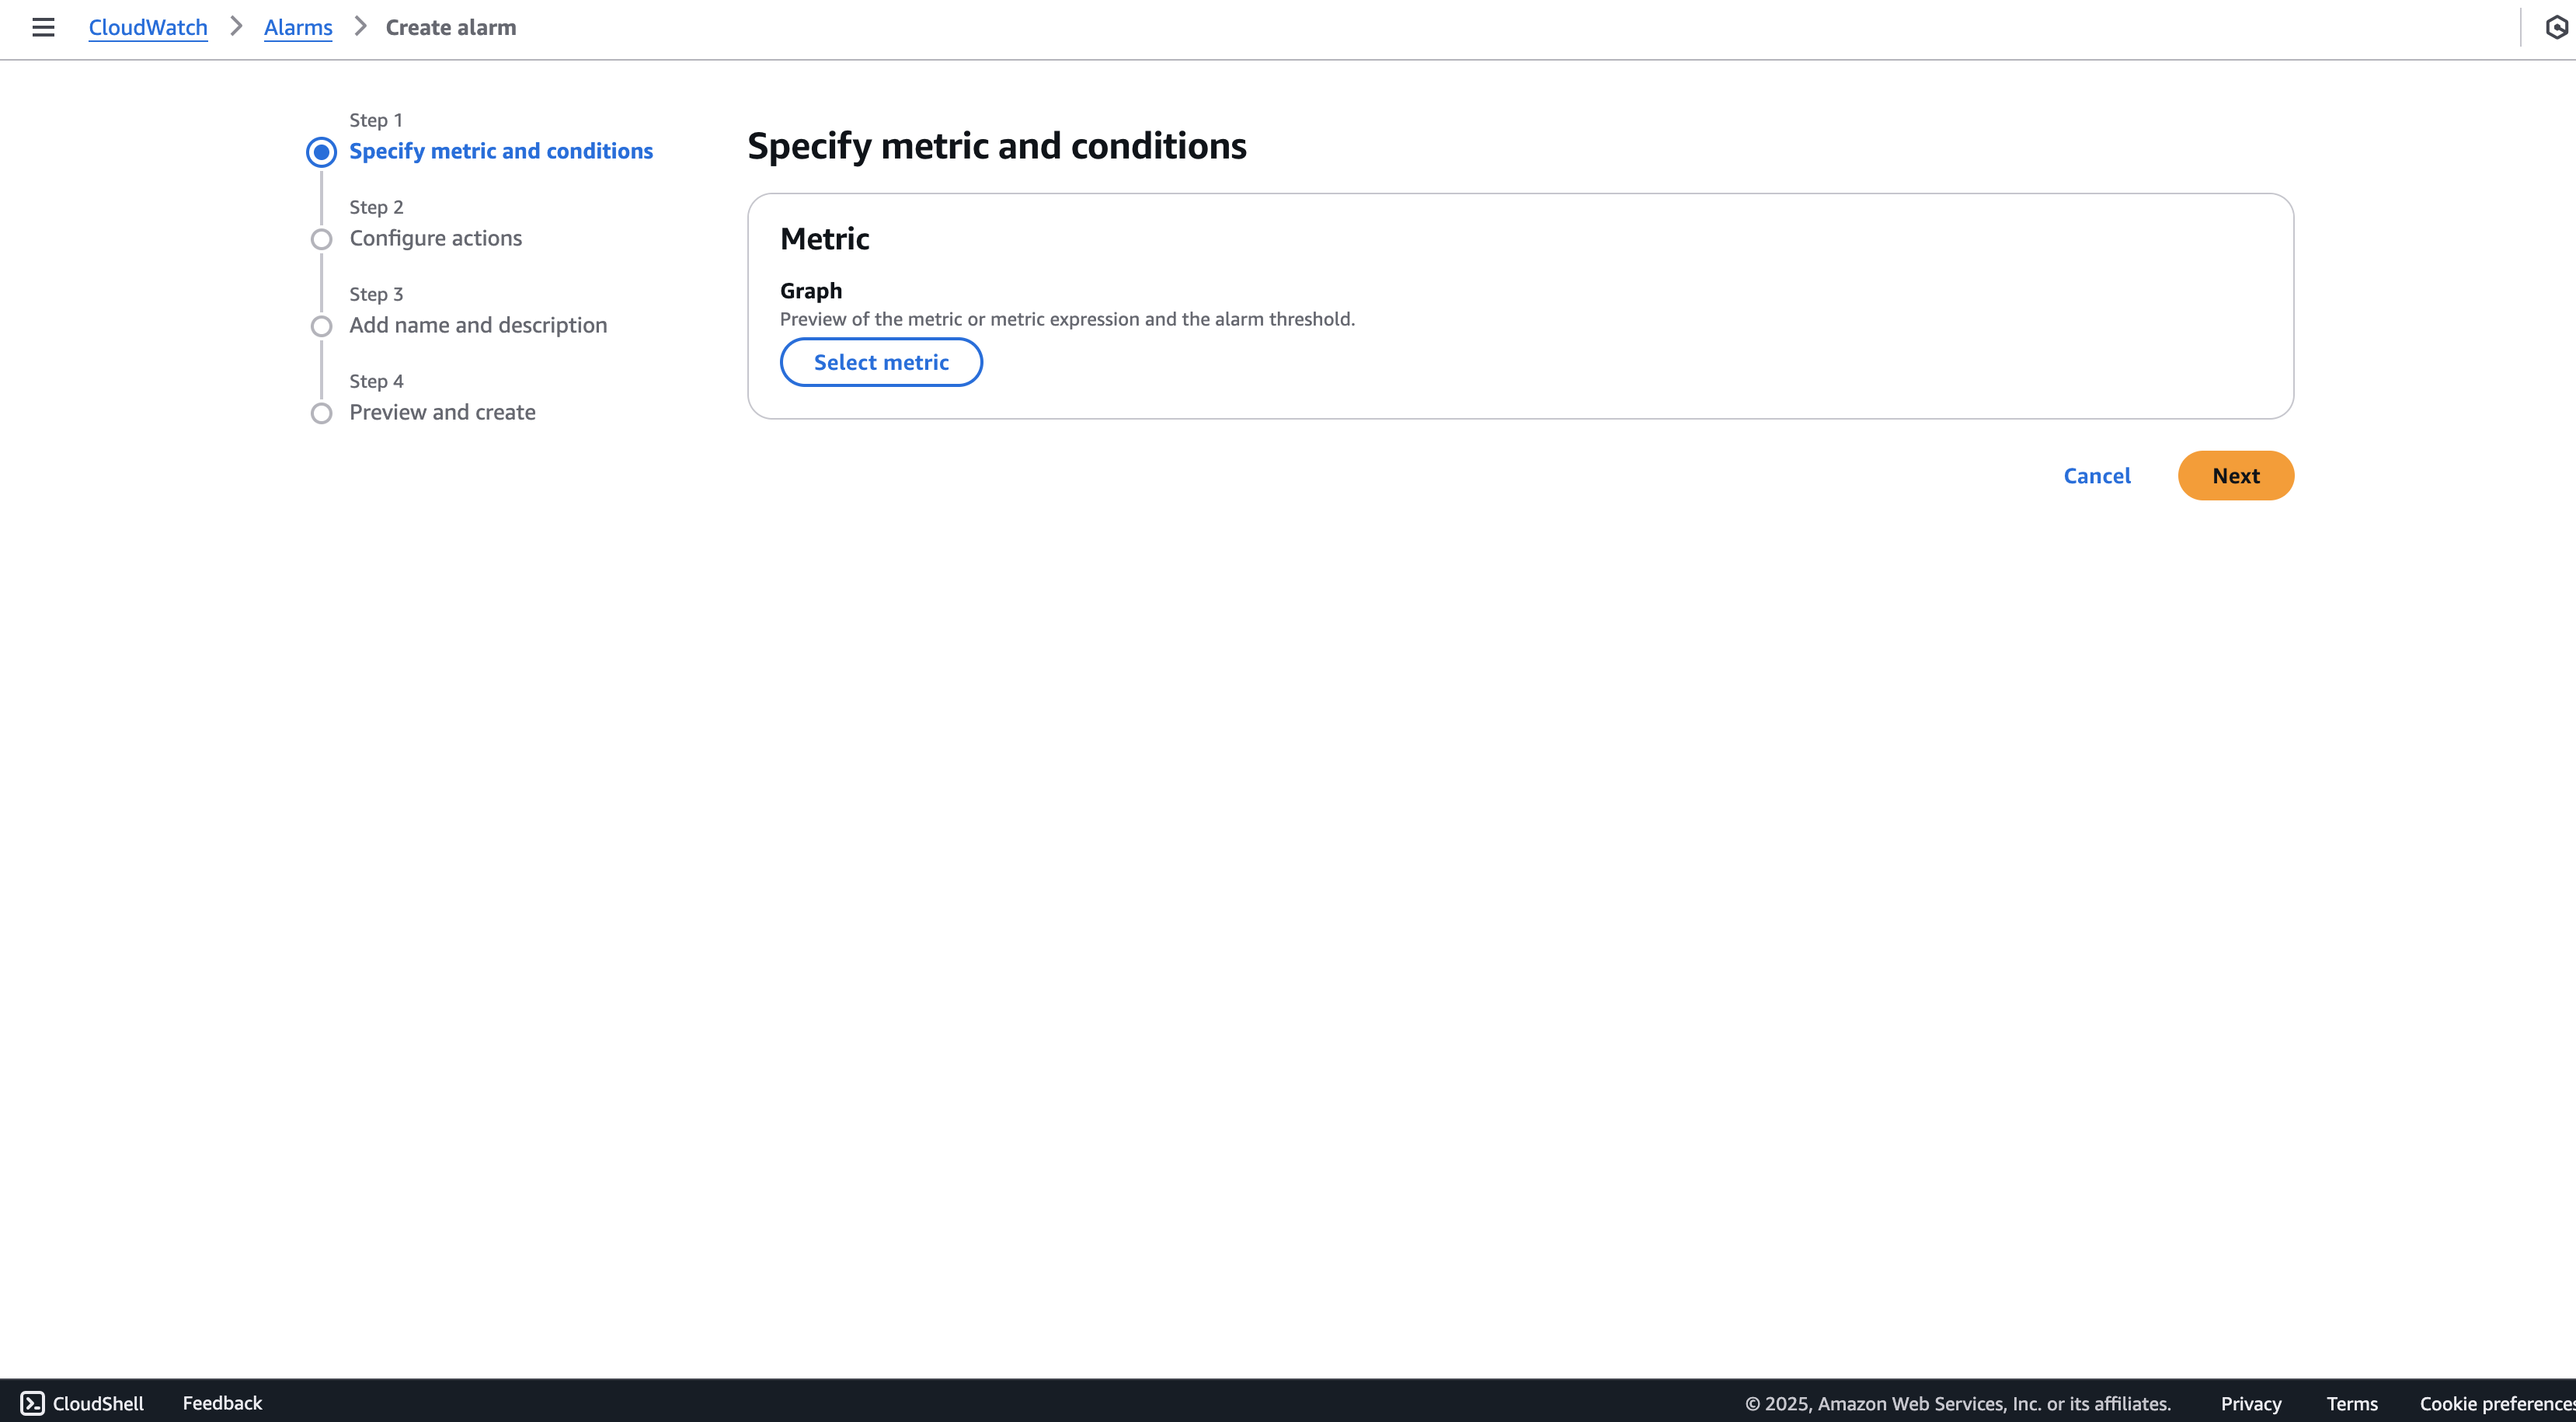 CloudWatch > Alarms > Create alarm
Step 1
Specify metric and conditions
Step 2
Configure actions
Step 3
Add name and description
Step 4
Preview and create
Specify metric and conditions
Metric
Graph
Preview of the metric or metric expression and the alarm threshold.
Select metric
Cancel
Next
CloudShell
Feedback
© 2025, Amazon Web Services, Inc. or its affiliates.
Privacy
Terms
Cookie preference